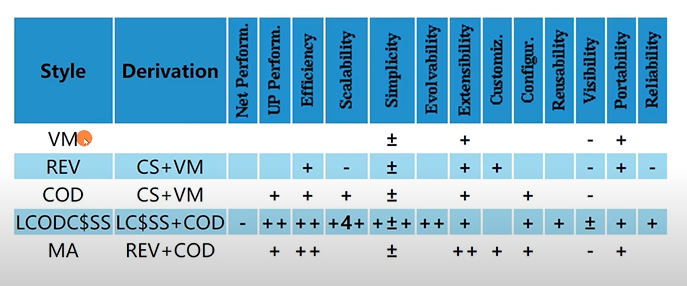 Style Derivation Net Perform. UP Perform. Efficiency Scalability Simplicity Evolvability Extensibility Customiz. Configur. Reusability Visibility Portability Reliability
VM ± + - +
REV CS+VM + - ± + + - + -
COD CS+VM + + + ± + + -
LCODC$SS LC$SS+COD - ++ ++ +4+ +±+ ++ + + + ± + +
MA REV+COD + ++ ± ++ + + - +